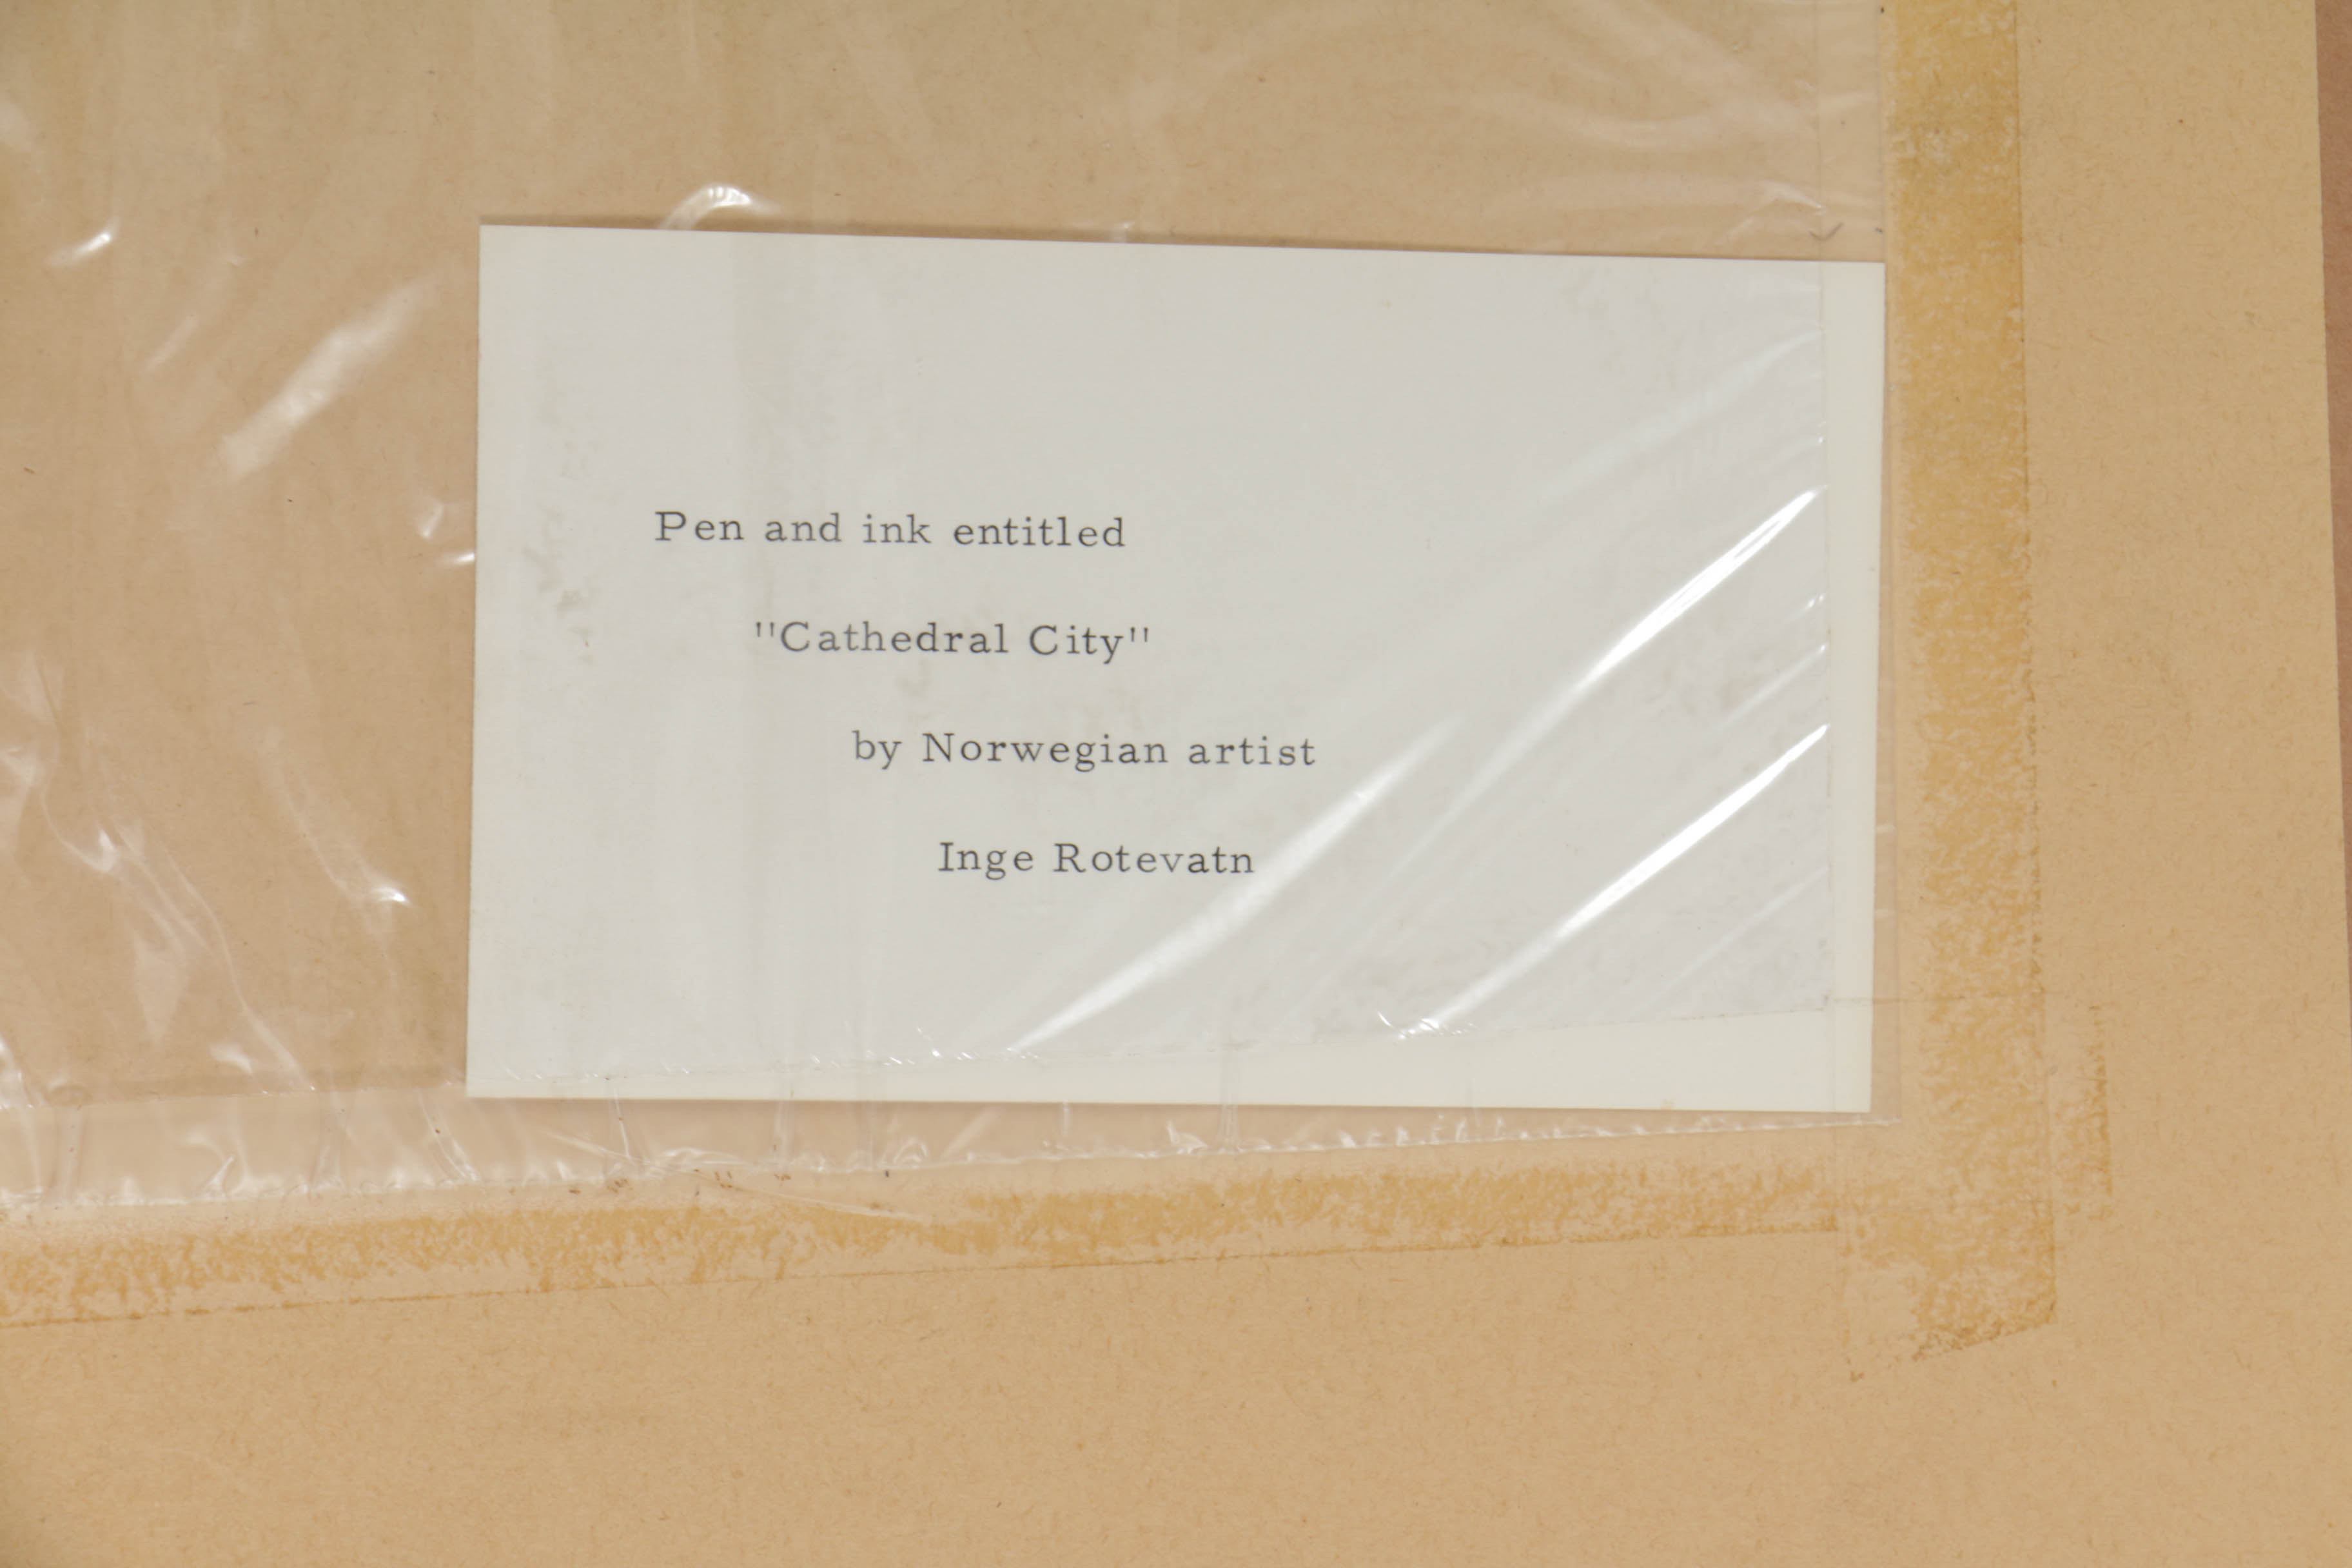 Pen and ink entitled
"Cathedral City"
by Norwegian artist
Inge Rotevatn